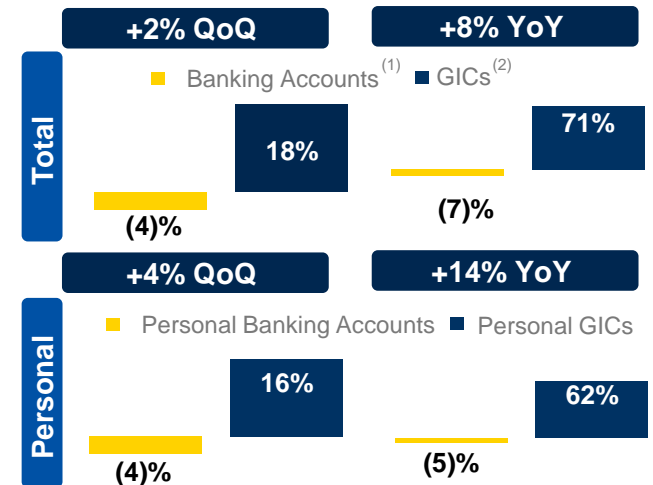 +2% QoQ
+8% YoY
Total
Banking Accounts(1) GICs(2)
18%
71%
(4)%
(7)%
+4% QoQ
+14% YoY
Personal
Personal Banking Accounts Personal GICs
16%
62%
(4)%
(5)%